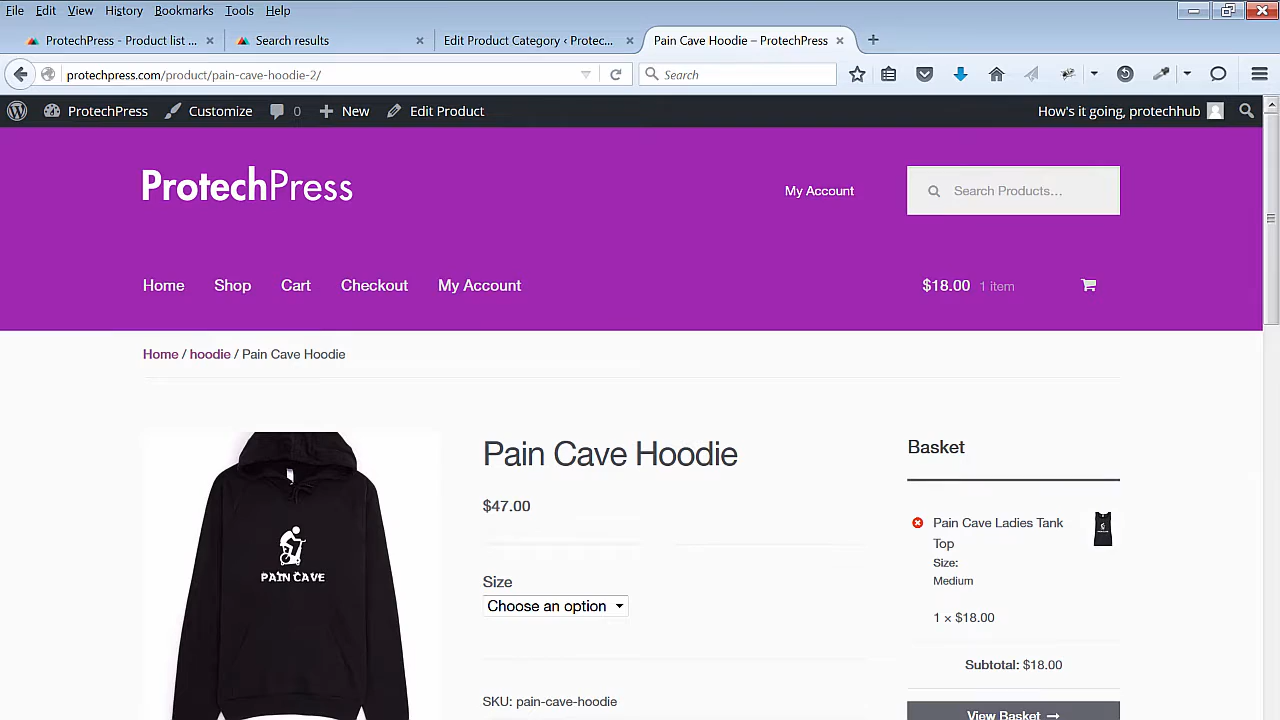 File Edit View History Bookmarks Tools Help
ProtechPress - Product list ... Search results Edit Product Category ‹ Protec... Pain Cave Hoodie – ProtechPress
protechpress.com/product/pain-cave-hoodie-2/ Search
ProtechPress Customize 0 New Edit Product How's it going, protechhub
ProtechPress My Account Search Products...
Home Shop Cart Checkout My Account $18.00 1 item
Home / hoodie / Pain Cave Hoodie
Pain Cave Hoodie
$47.00
Size
Choose an option
SKU: pain-cave-hoodie
PAIN CAVE
Basket
Pain Cave Ladies Tank
Top
Size:
Medium
1 × $18.00
Subtotal: $18.00
View Basket →